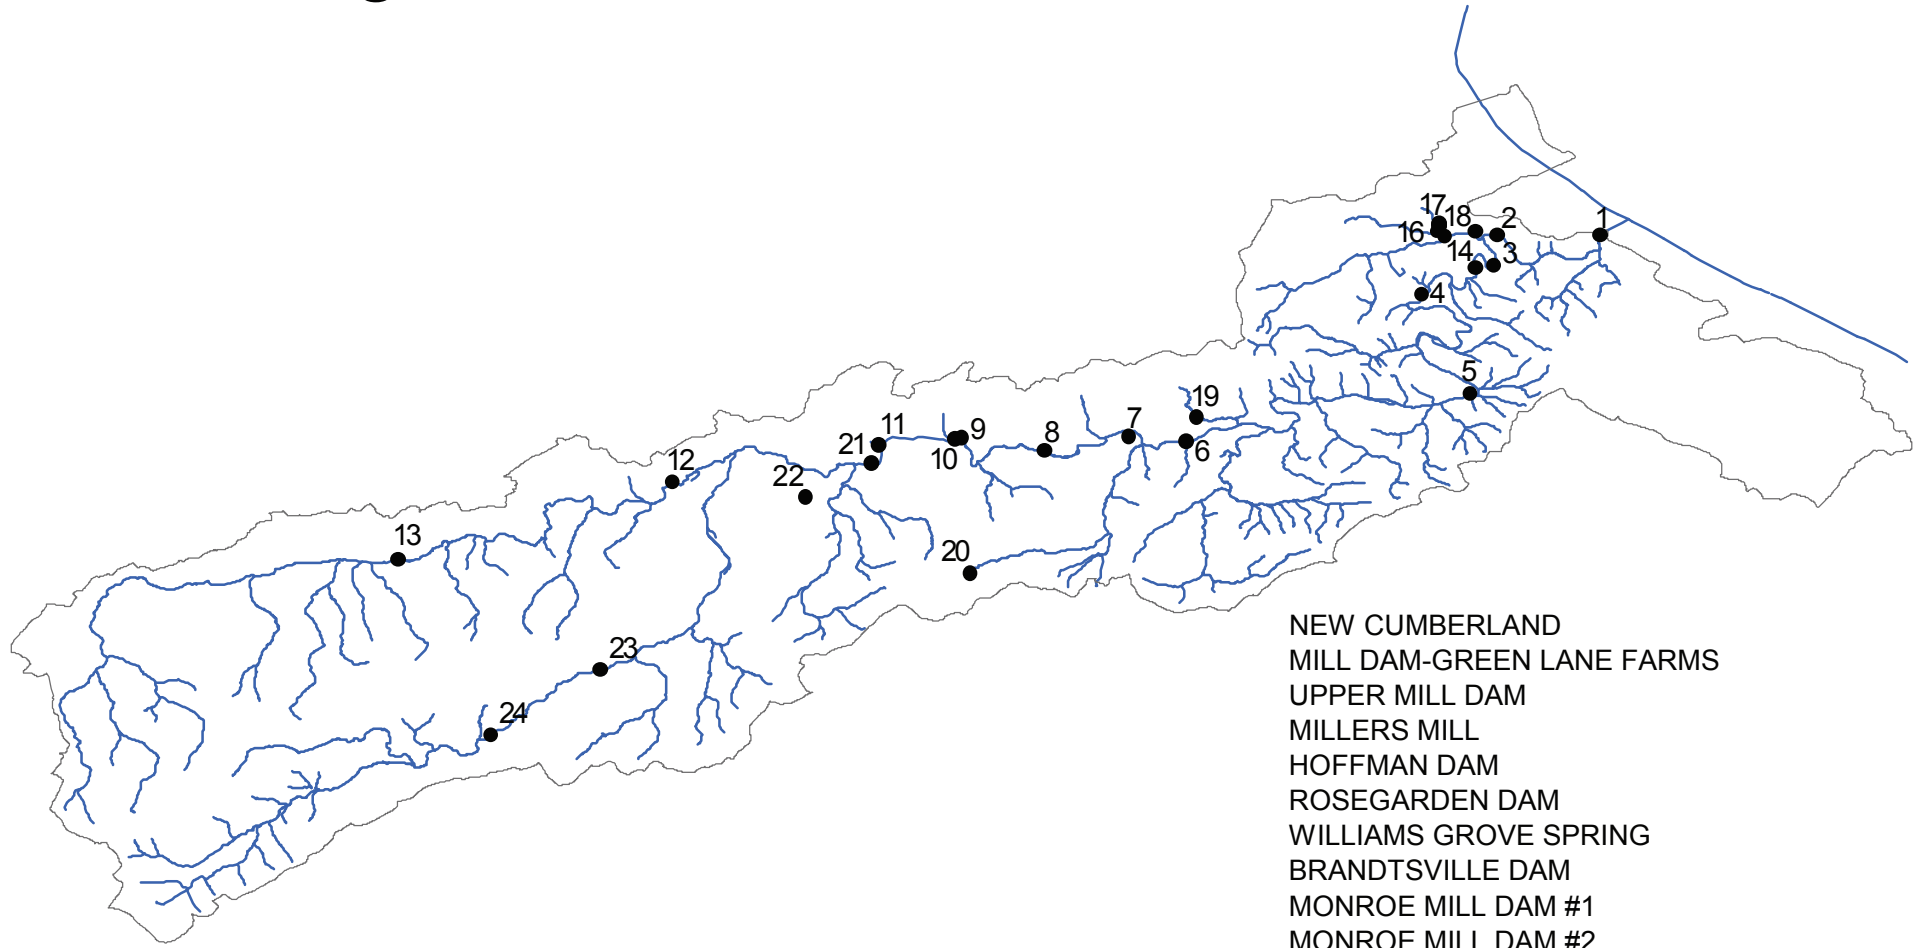 17
18
2
1
16
14
3
4
5
19
7
11
9
8
21
10
6
12
22
13
20
23
24
NEW CUMBERLAND
MILL DAM-GREEN LANE FARMS
UPPER MILL DAM
MILLERS MILL
HOFFMAN DAM
ROSEGARDEN DAM
WILLIAMS GROVE SPRING
BRANDTSVILLE DAM
MONROE MILL DAM #1
MONROE MILL DAM #2